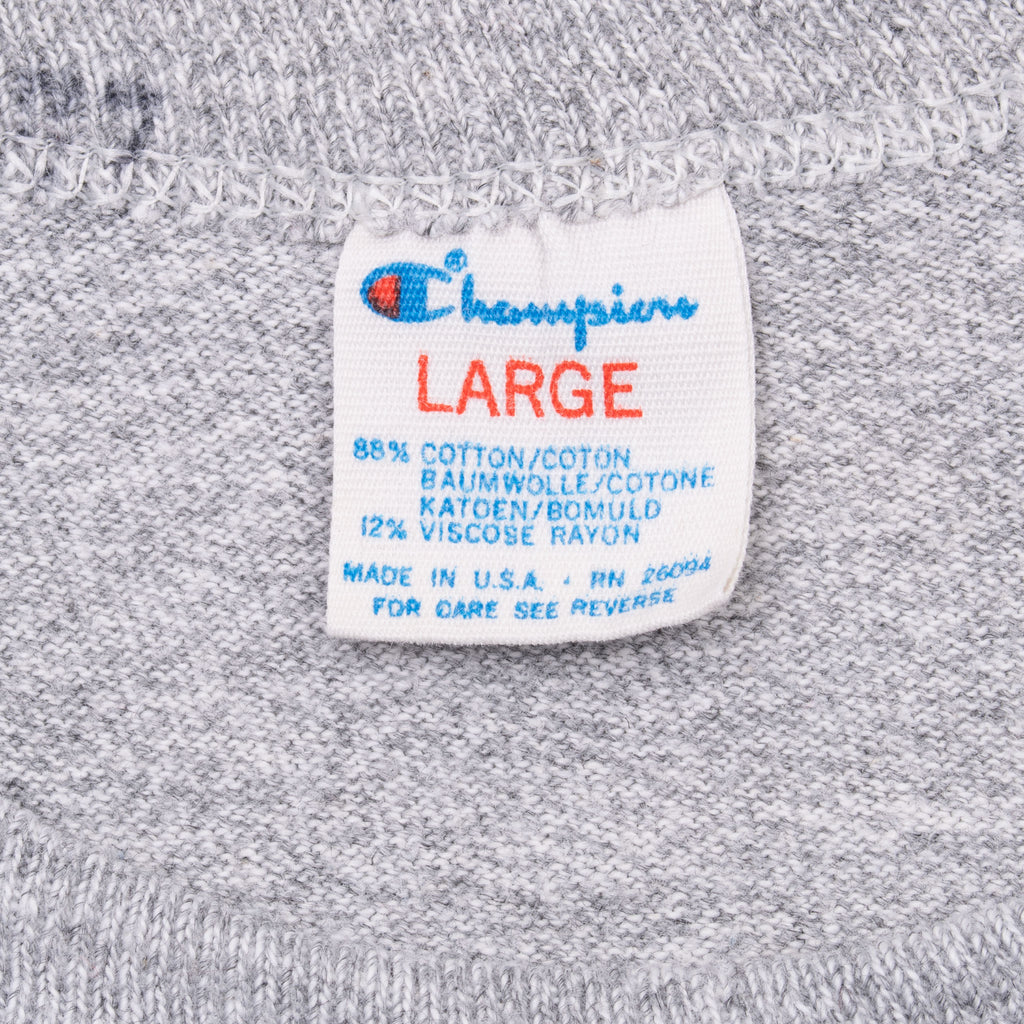 Champion®
LARGE
88% COTTON/COTON
BAUMWOLLE/COTONE
KATOEN/BOMULD
12% VISCOSE RAYON
MADE IN U.S.A. · RN 26094
FOR CARE SEE REVERSE